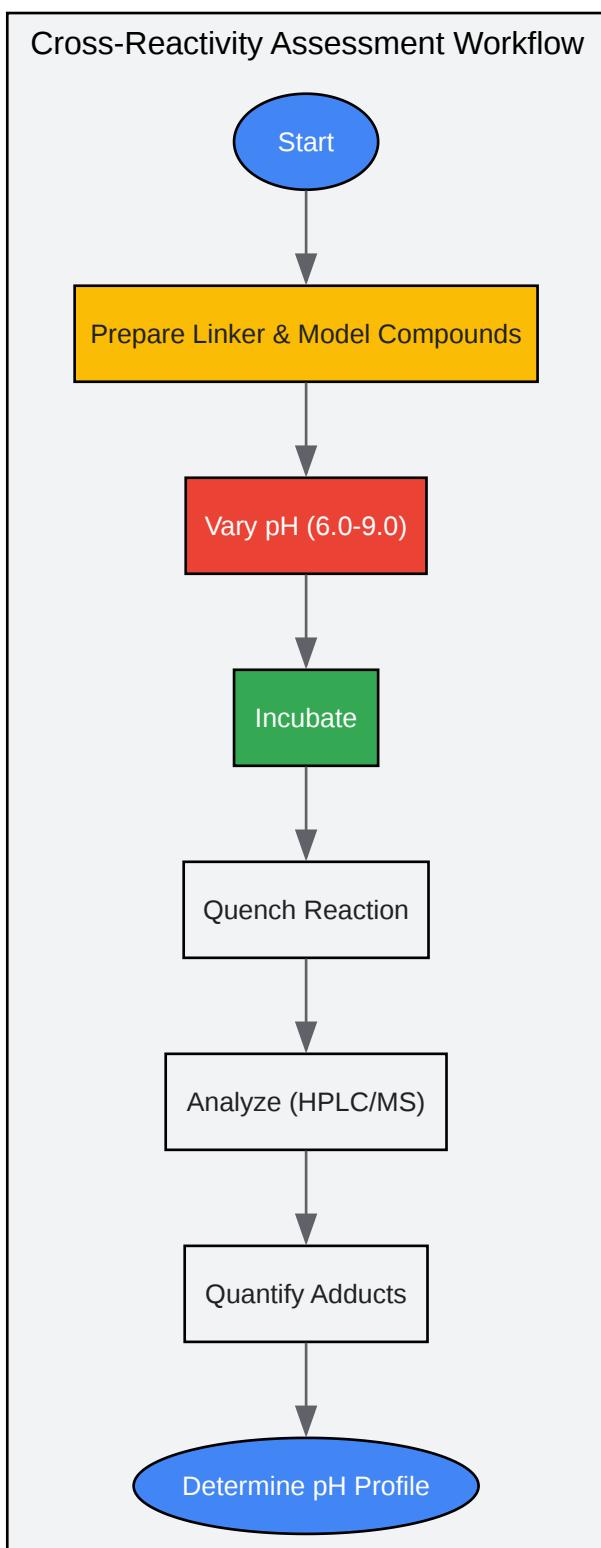 Cross-Reactivity Assessment Workflow
Start
Prepare Linker & Model Compounds
Vary pH (6.0-9.0)
Incubate
Quench Reaction
Analyze (HPLC/MS)
Quantify Adducts
Determine pH Profile